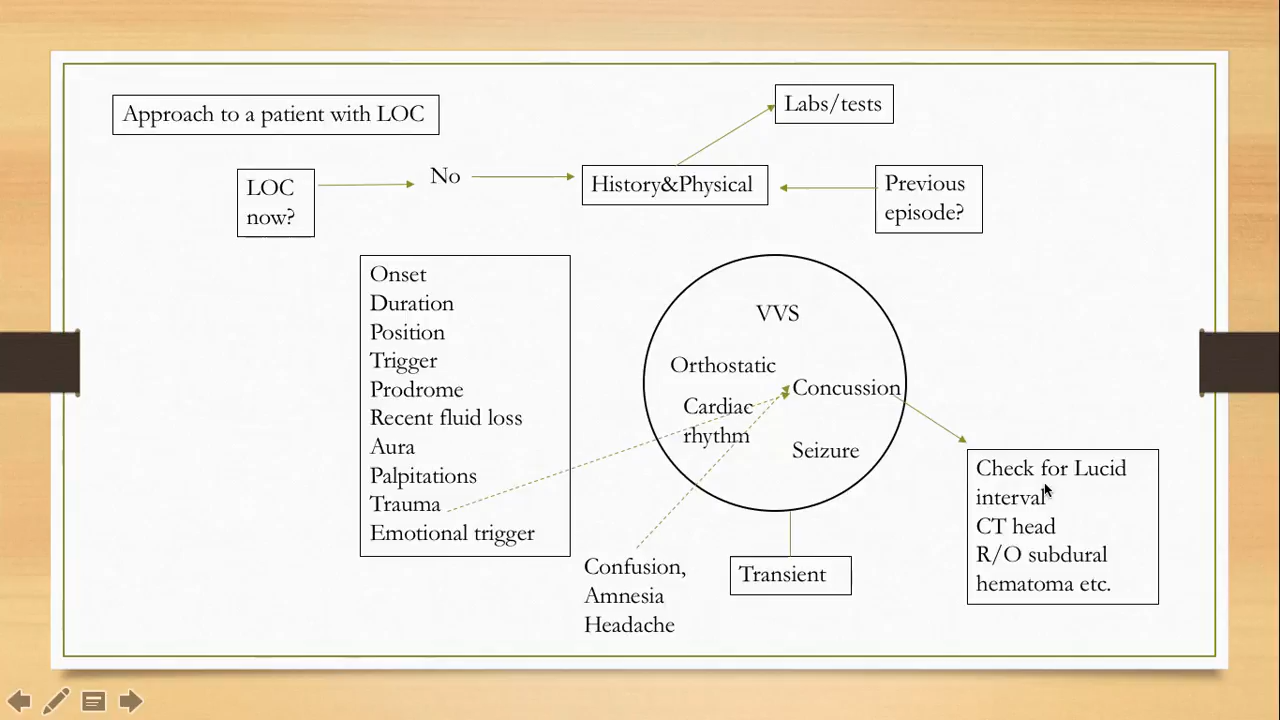 Approach to a patient with LOC
Labs/tests
LOC
now?
No
History&Physical
Previous
episode?
Onset
Duration
Position
Trigger
Prodrome
Recent fluid loss
Aura
Palpitations
Trauma
Emotional trigger
VVS
Orthostatic
Concussion
Cardiac
rhythm
Seizure
Check for Lucid
interval
CT head
R/O subdural
hematoma etc.
Confusion,
Amnesia
Headache
Transient